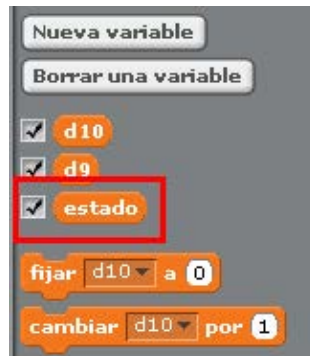 Nueva variable
Borrar una variable
d10
d9
estado
fijar d10 a 0
cambiar d10 por 1